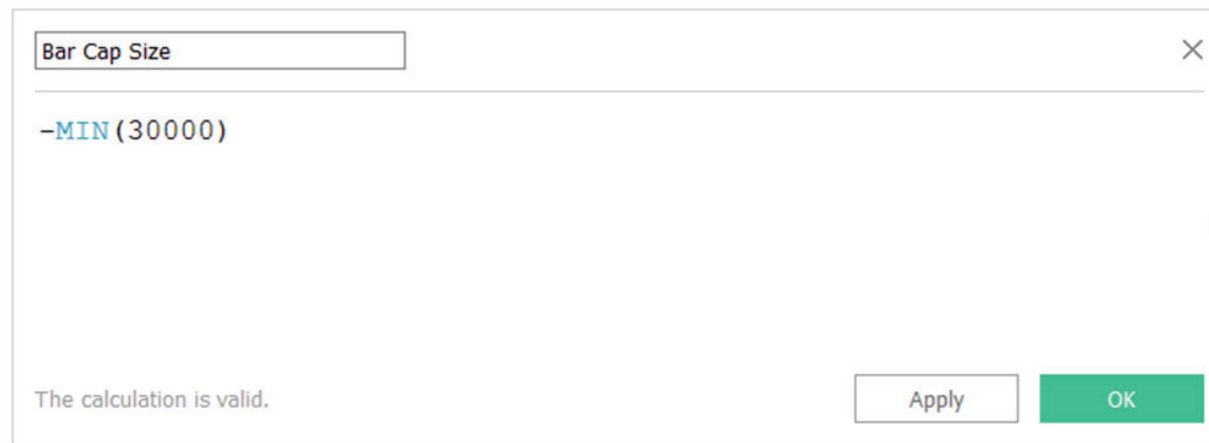 Bar Cap Size
-MIN(30000)
The calculation is valid.
Apply
OK